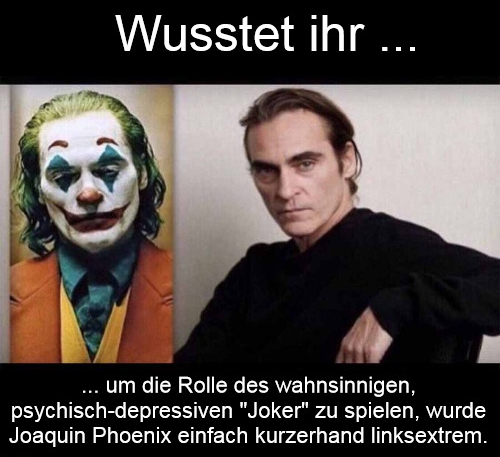 Wusstet ihr ...
... um die Rolle des wahnsinnigen,
psychisch-depressiven "Joker" zu spielen, wurde
Joaquin Phoenix einfach kurzerhand linksextrem.